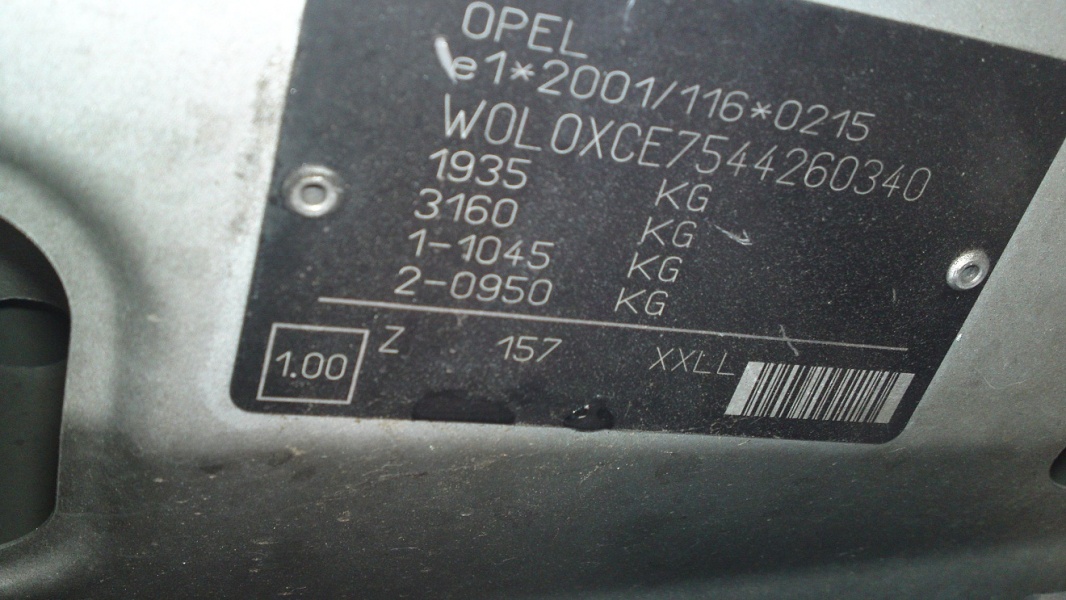 OPEL
e1*2001/116*0215
W0L0XCE7544260340
1935 KG
3160 KG
1-1045 KG
2-0950 KG
1.00 Z 157 XXLL